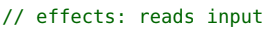 // effects: reads input